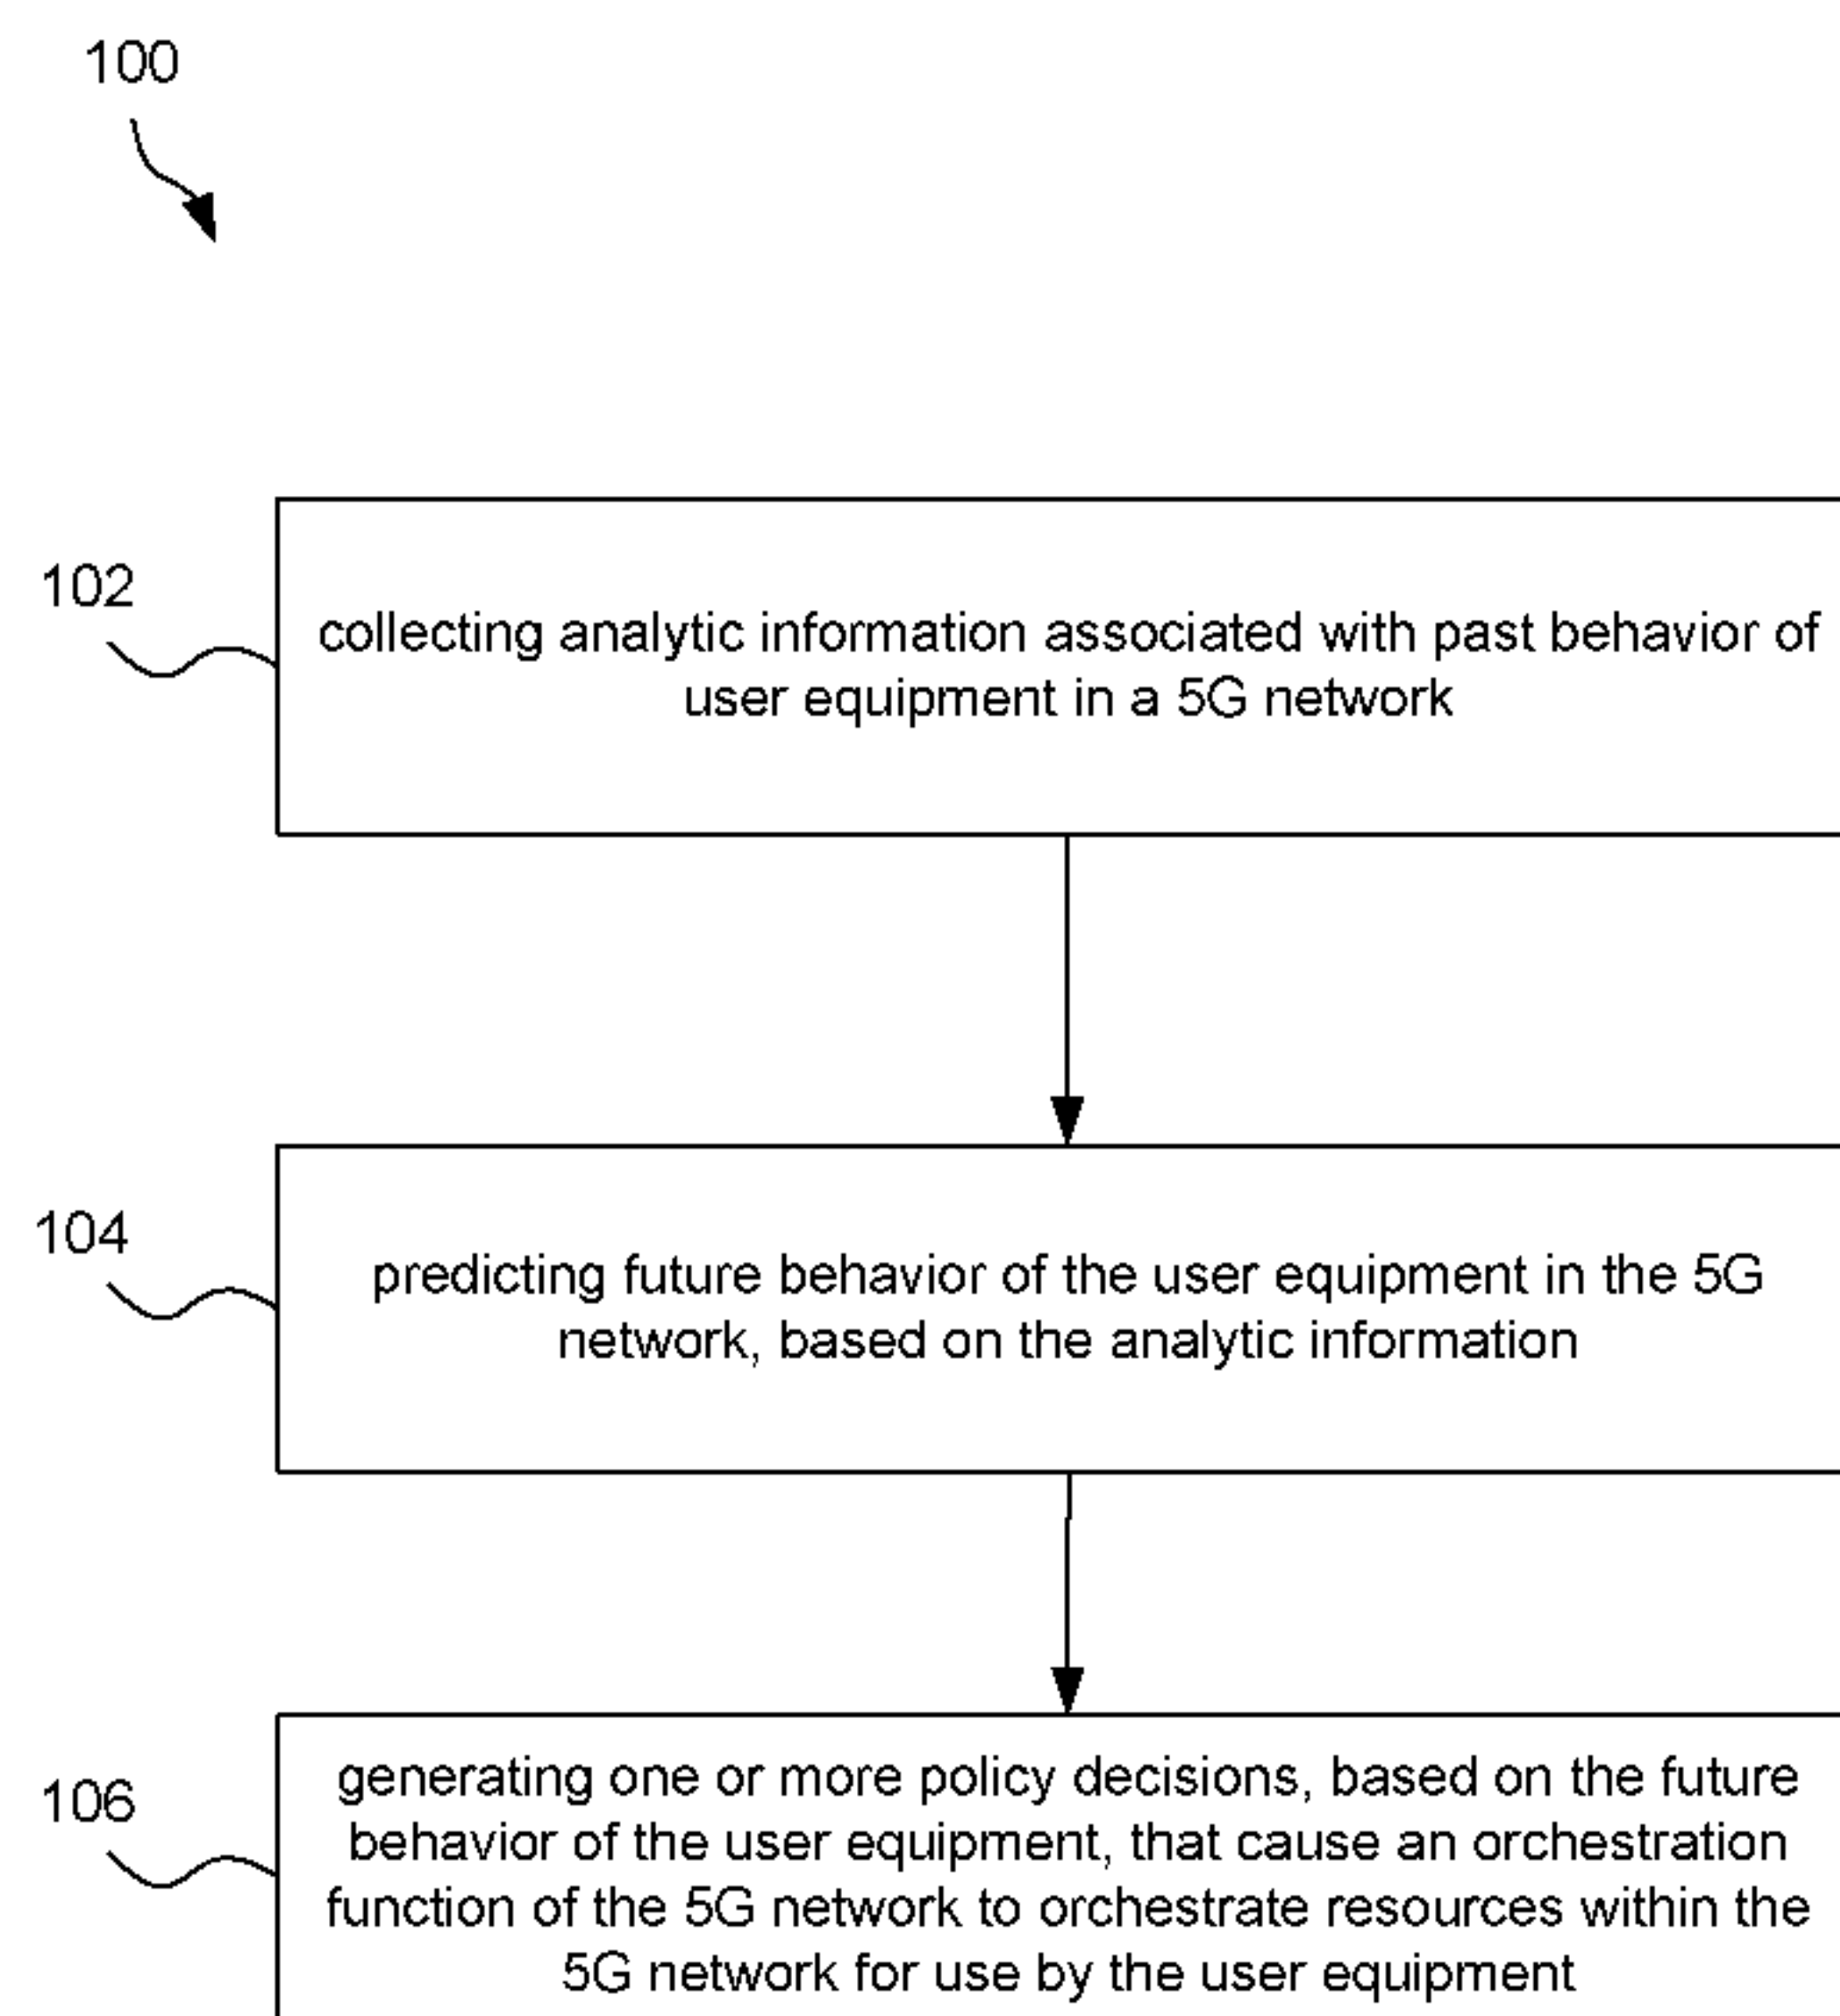 100
102
collecting analytic information associated with past behavior of
user equipment in a 5G network
104
predicting future behavior of the user equipment in the 5G
network, based on the analytic information
106
generating one or more policy decisions, based on the future
behavior of the user equipment, that cause an orchestration
function of the 5G network to orchestrate resources within the
5G network for use by the user equipment